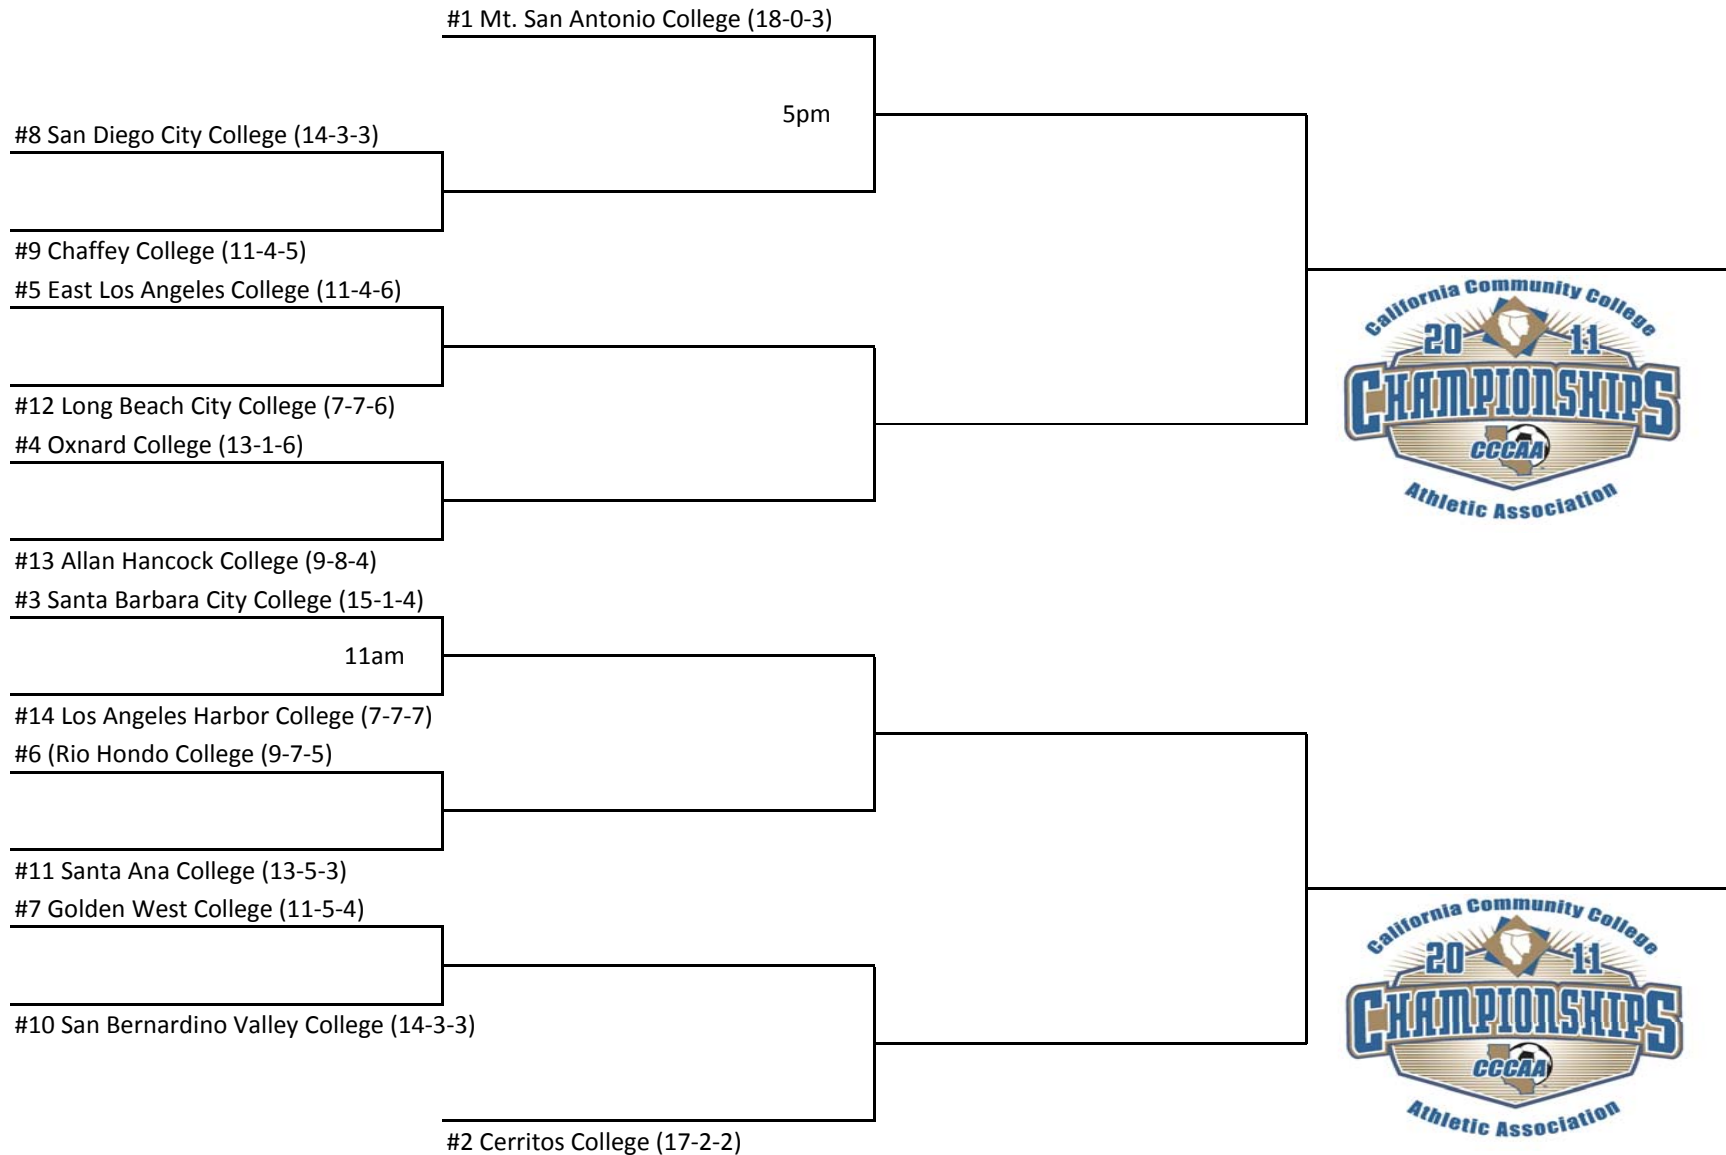 #1 Mt. San Antonio College (18-0-3)
5pm
#8 San Diego City College (14-3-3)
#9 Chaffey College (11-4-5)
#5 East Los Angeles College (11-4-6)
California Community College
20 11
CHAMPIONSHIPS
CCCAA
Athletic Association
#12 Long Beach City College (7-7-6)
#4 Oxnard College (13-1-6)
#13 Allan Hancock College (9-8-4)
#3 Santa Barbara City College (15-1-4)
11am
#14 Los Angeles Harbor College (7-7-7)
#6 (Rio Hondo College (9-7-5)
#11 Santa Ana College (13-5-3)
#7 Golden West College (11-5-4)
California Community College
20 11
CHAMPIONSHIPS
CCCAA
Athletic Association
#10 San Bernardino Valley College (14-3-3)
#2 Cerritos College (17-2-2)